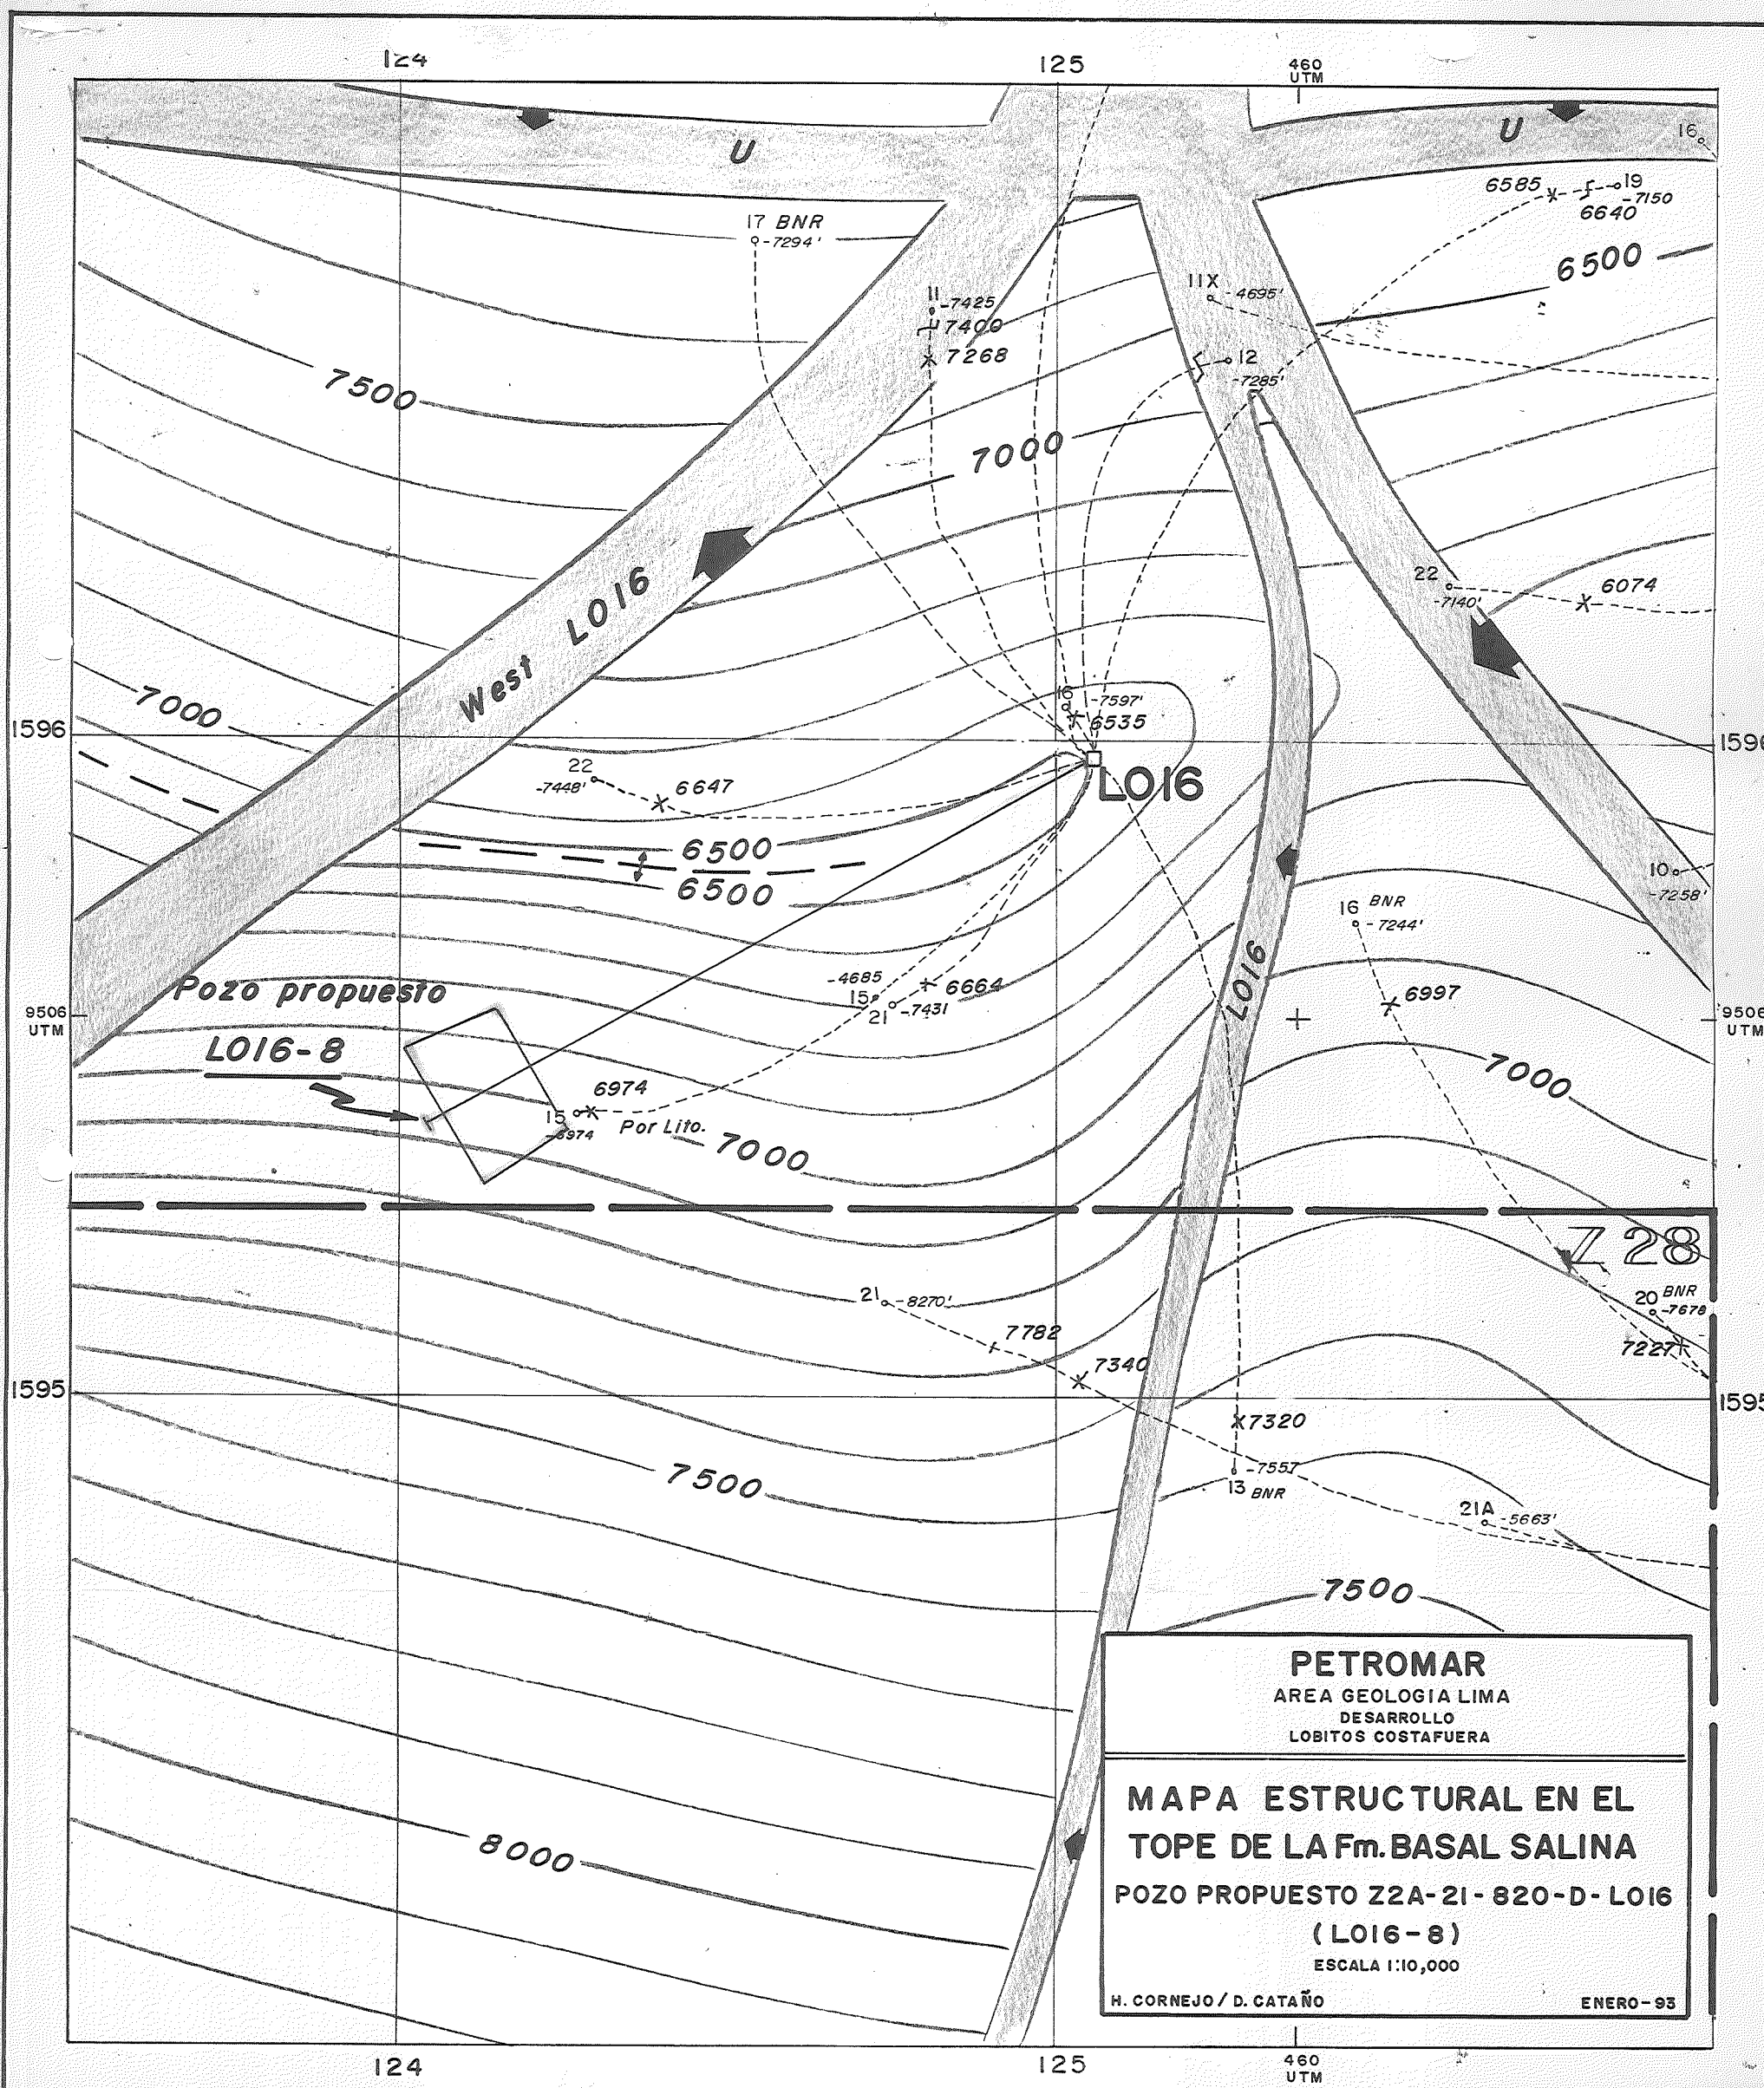 124
125
460
UTM
U
U
16
17 BNR
-7294'
6585
19
-7150
6640
6500
11X
-4695'
11
-7425
7400
7268
12
-7285'
7500
7000
West LO16
22
-7140'
6074
7000
1596
16
-7597'
6535
LO16
22
-7448'
6647
6500
6500
10
-7258'
16 BNR
-7244'
LO16
-4685
15
6664
21
-7431
6997
Pozo propuesto
9506
UTM
9506
UTM
LO16-8
6974
15
Por Lito.
7000
7000
Z 28
20 BNR
-7678
7227
21
-8270'
7782
7340
1595
1595
7320
-7557
13 BNR
7500
21A
-5663'
7500
8000
PETROMAR
AREA GEOLOGIA LIMA
DESARROLLO
LOBITOS COSTAFUERA
MAPA ESTRUCTURAL EN EL
TOPE DE LA Fm. BASAL SALINA
POZO PROPUESTO Z2A-21-820-D-LO16
(LO16-8)
ESCALA 1:10,000
H. CORNEJO / D. CATAÑO
ENERO-93
124
125
460
UTM